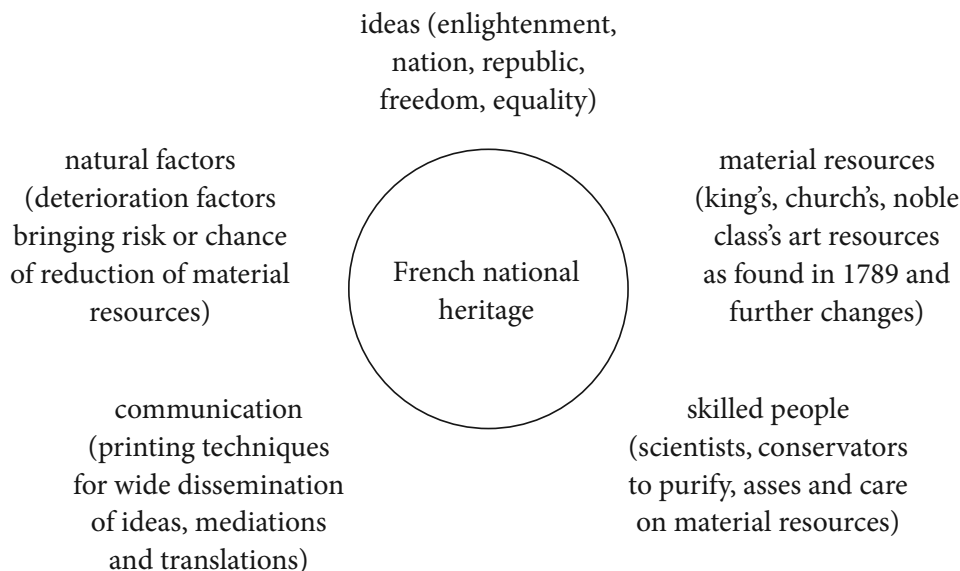 ideas (enlightenment,
nation, republic,
freedom, equality)
natural factors
(deterioration factors
bringing risk or chance
of reduction of material
resources)
material resources
(king's, church's, noble
class's art resources
as found in 1789 and
further changes)
French national
heritage
communication
(printing techniques
for wide dissemination
of ideas, mediations
and translations)
skilled people
(scientists, conservators
to purify, asses and care
on material resources)